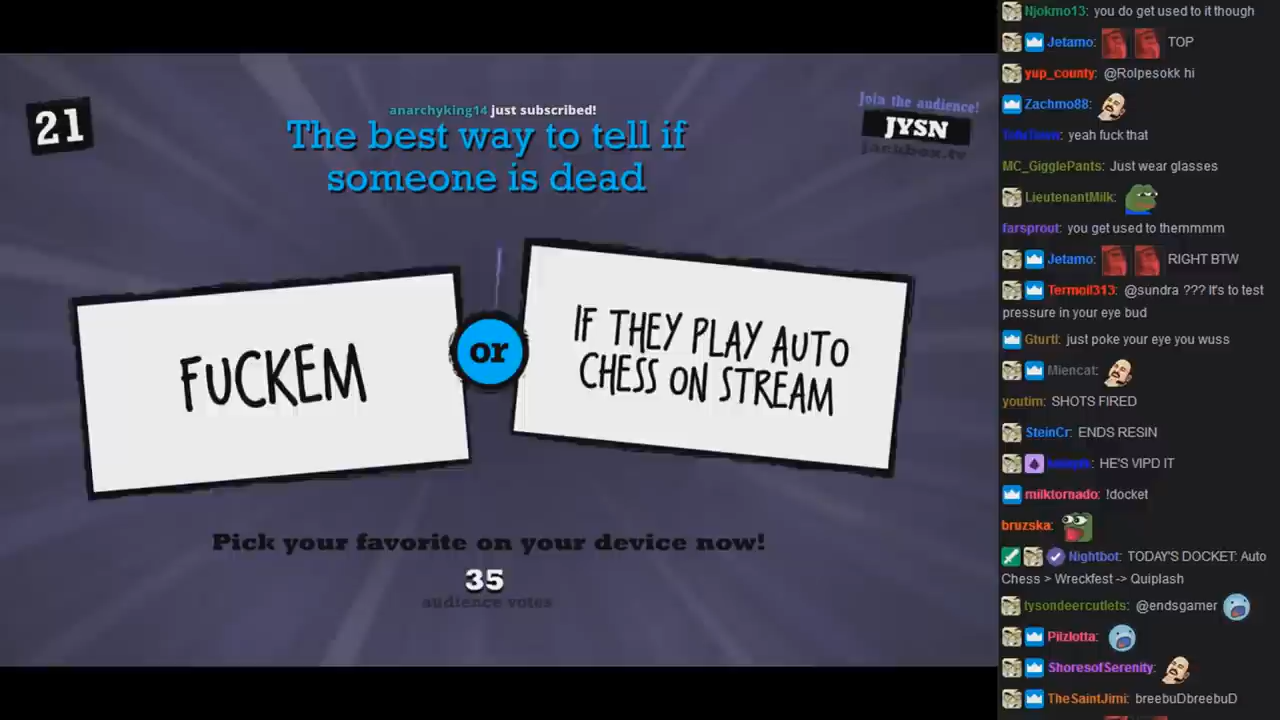 21
anarchyking14 just subscribed!
The best way to tell if
someone is dead
Join the audience!
JYSN
jackbox.tv
FUCKEM
or
IF THEY PLAY AUTO
CHESS ON STREAM
Pick your favorite on your device now!
35
audience votes
Njokmo13: you do get used to it though
Jetamo: TOP
yup_county: @Rolpesokk hi
Zachmo88:
yeah fuck that
MC_GigglePants: Just wear glasses
LieutenantMilk:
farsprout: you get used to themmmmm
Jetamo: RIGHT BTW
Termoil313: @sundra ??? It's to test
pressure in your eye bud
Gturtl: just poke your eye you wuss
Miencat:
youtim: SHOTS FIRED
SteinCr: ENDS RESIN
HE'S VIPD IT
milktornado: !docket
bruzska:
Nightbot: TODAY'S DOCKET: Auto
Chess > Wreckfest -> Quiplash
tysondeercutlets: @endsgamer
Pilzlotta:
ShoresofSerenity:
TheSaintJimi: breebuDbreebuD